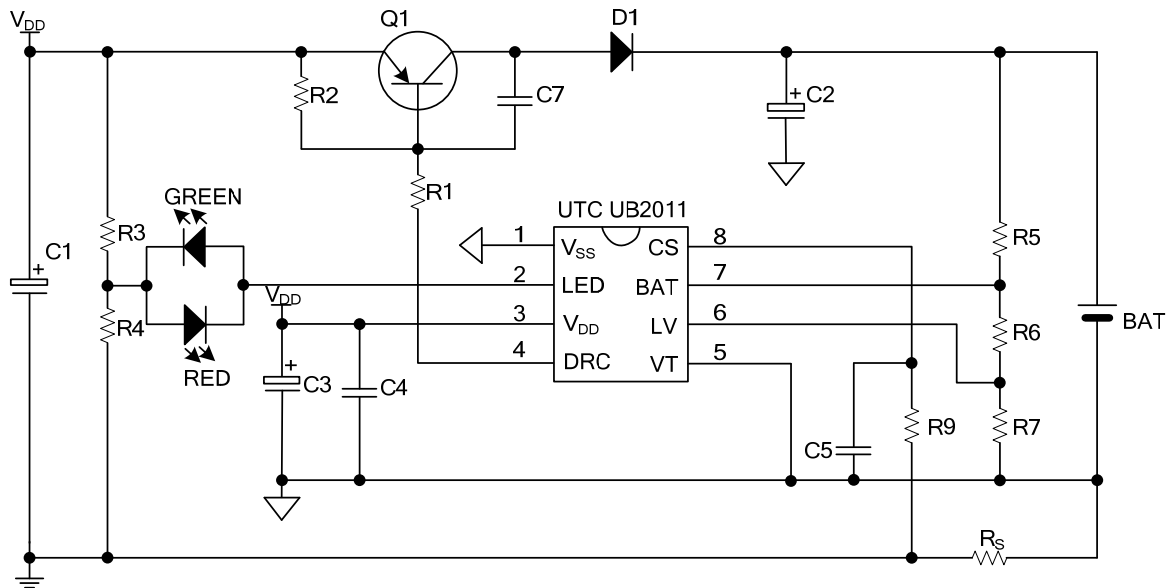 VDD
Q1
D1
R2
C7
C2
R1
GREEN
UTC UB2011
R3
C1
1
VSS
CS
8
R5
2
LED
BAT
7
VDD
3
VDD
LV
6
R6
BAT
R4
4
DRC
VT
5
RED
C3
C4
C5
R9
R7
RS